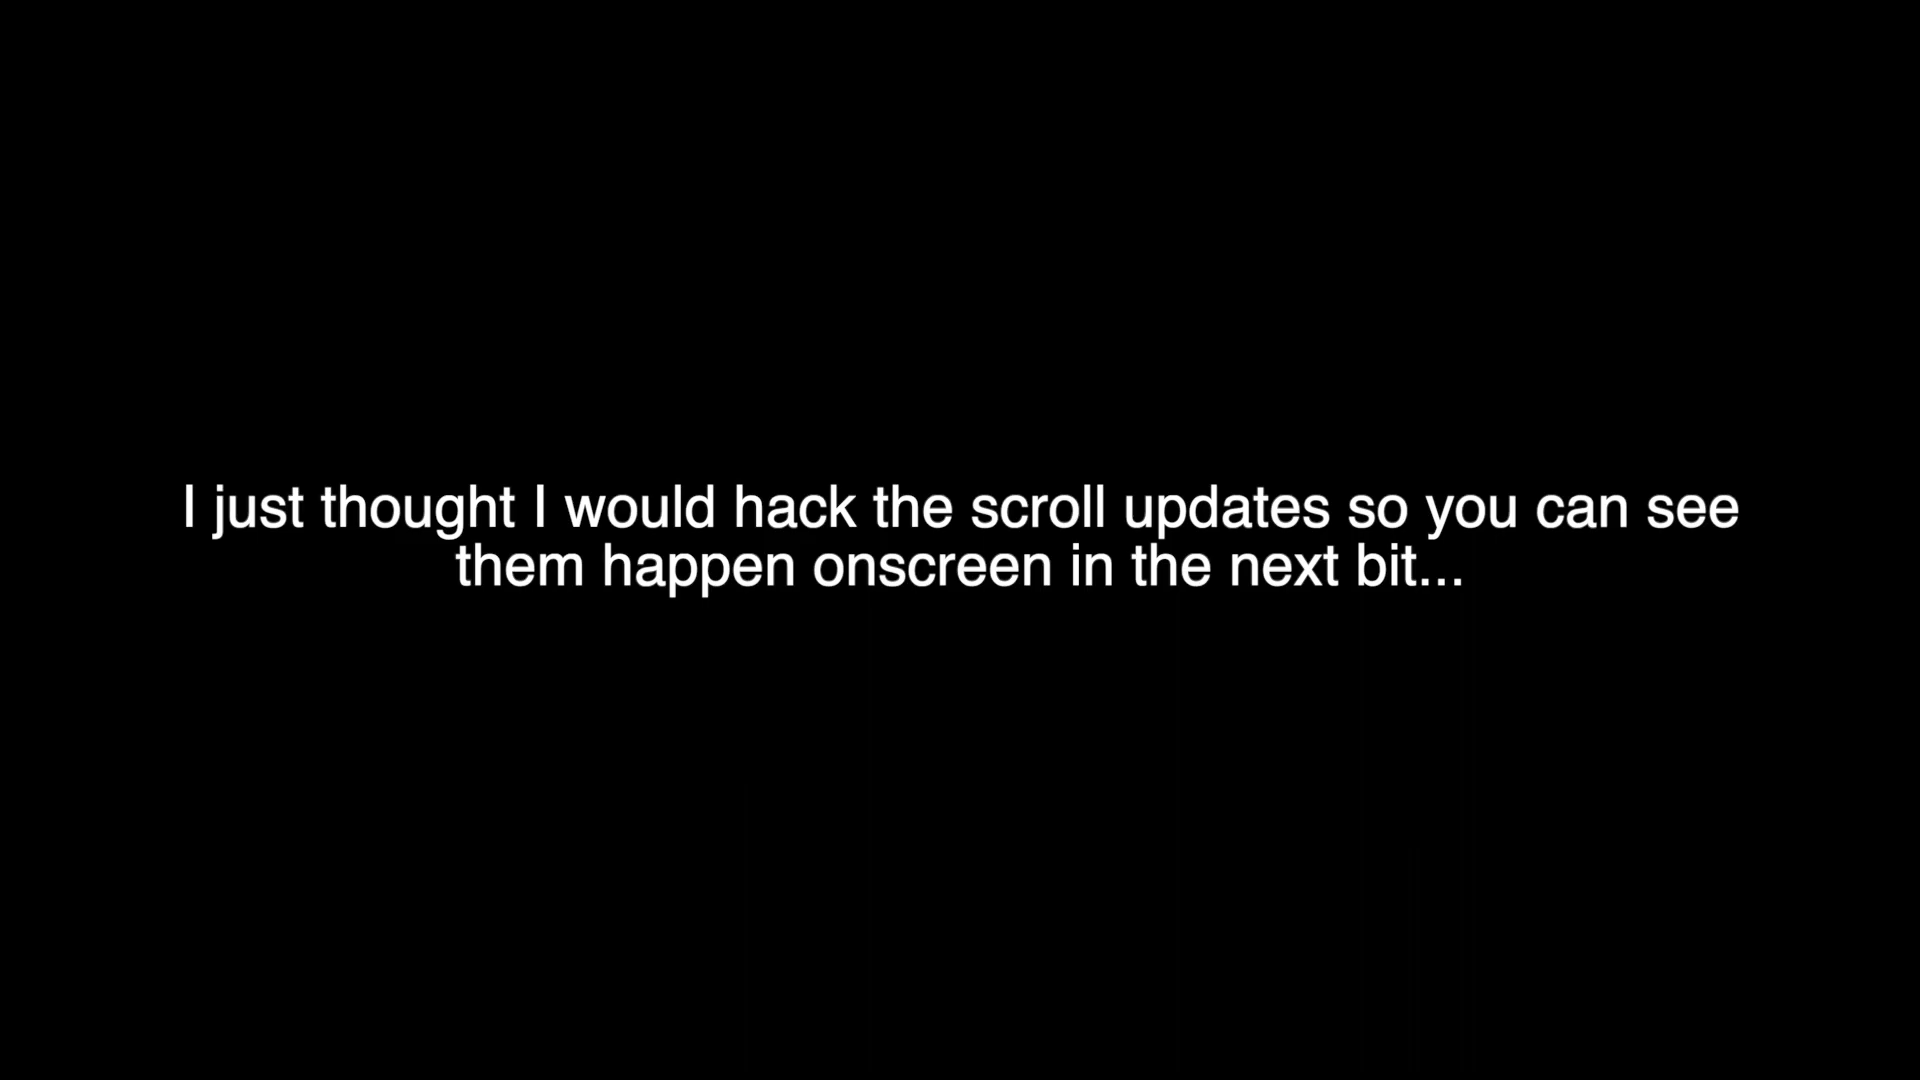 I just thought I would hack the scroll updates so you can see
them happen onscreen in the next bit...